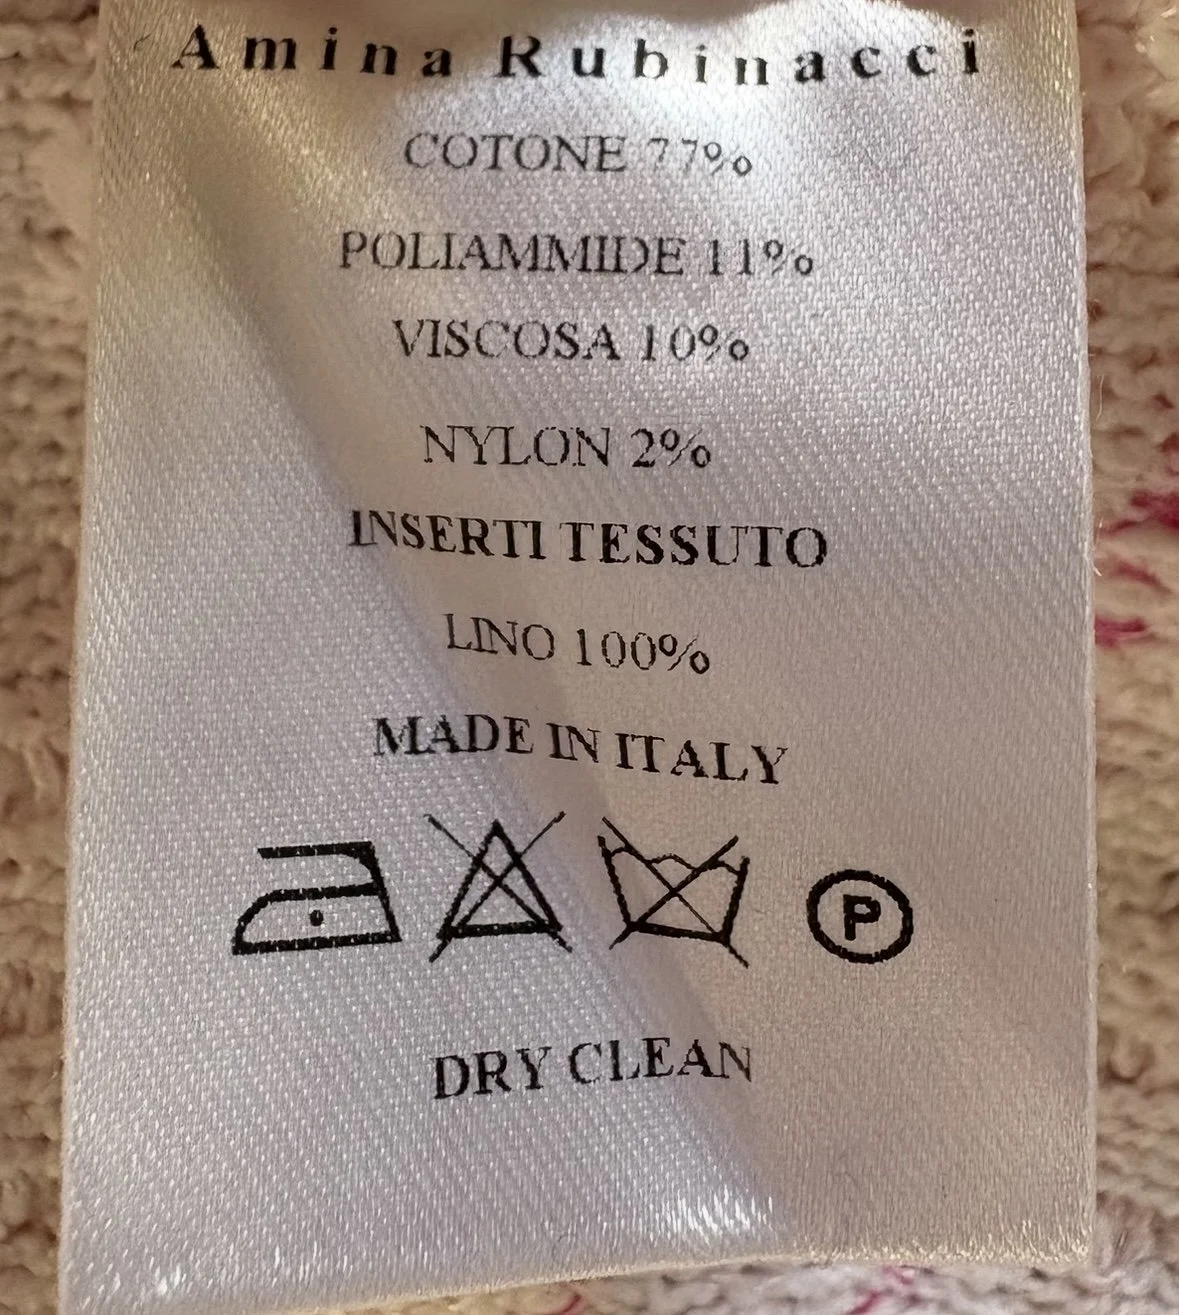 Amina Rubinacci
COTONE 77%
POLIAMMIDE 11%
VISCOSA 10%
NYLON 2%
INSERTI TESSUTO
LINO 100%
MADE IN ITALY
P
DRY CLEAN